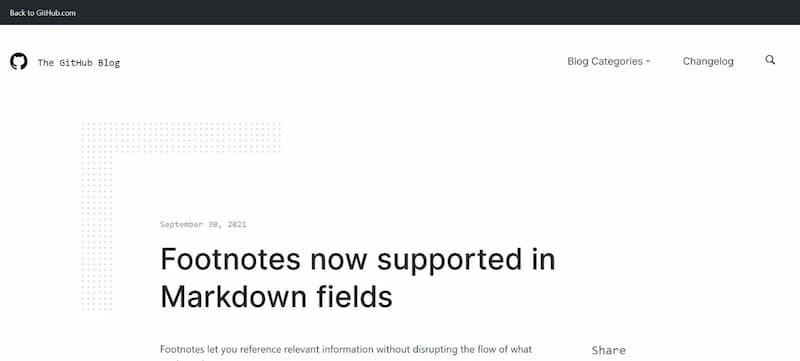 Back to GitHub.com
The GitHub Blog
Blog Categories
Changelog
September 30, 2021
Footnotes now supported in
Markdown fields
Footnotes let you reference relevant information without disrupting the flow of what
Share